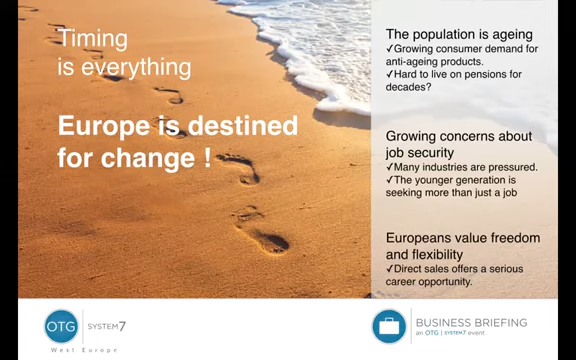 Timing
is everything
Europe is destined
for change !
The population is ageing
✓Growing consumer demand for
anti-ageing products.
✓Hard to live on pensions for
decades?
Growing concerns about
job security
✓Many industries are pressured.
✓The younger generation is
seeking more than just a job
Europeans value freedom
and flexibility
✓Direct sales offers a serious
career opportunity.
OTG | SYSTEM7
West Europe
BUSINESS BRIEFING
an OTG | SYSTEM7 event